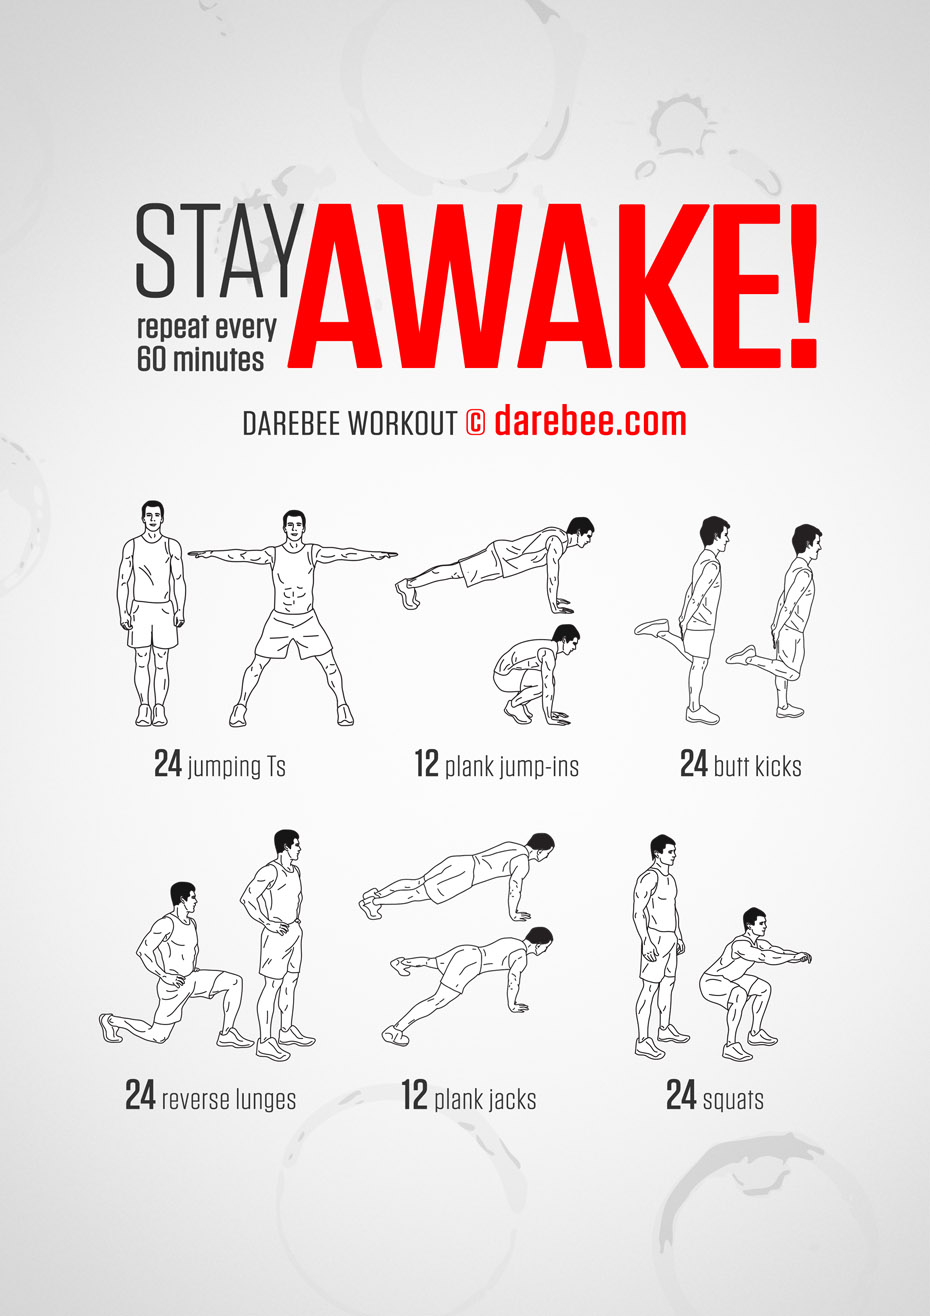 STAY AWAKE!
repeat every
60 minutes
DAREBEE WORKOUT © darebee.com
24 jumping Ts
12 plank jump-ins
24 butt kicks
24 reverse lunges
12 plank jacks
24 squats